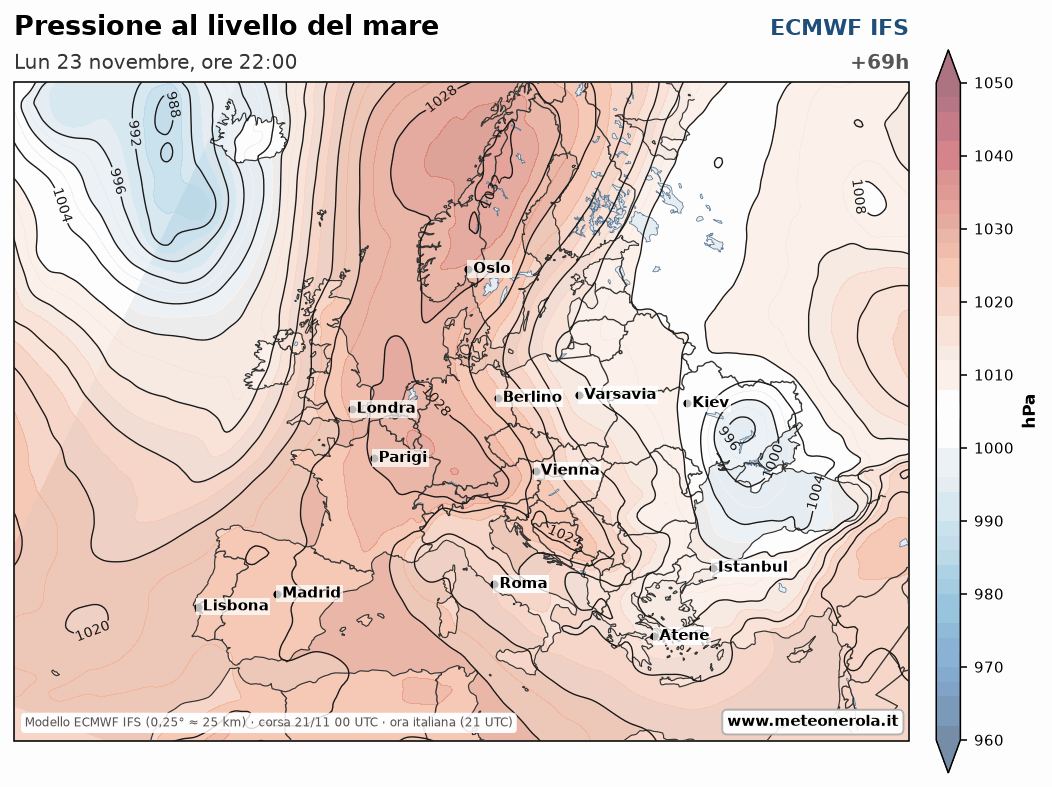 Pressione al livello del mare
ECMWF IFS
Lun 23 novembre, ore 22:00
+69h
1050
1028
988
992
996
1040
1004
1008
1030
Oslo
1020
1010
Berlino
Varsavia
Kiev
1028
Londra
hPa
996
1000
Parigi
1000
Vienna
1004
990
1024
Istanbul
Roma
980
Madrid
Lisbona
1020
Atene
970
Modello ECMWF IFS (0,25° ≈ 25 km) · corsa 21/11 00 UTC · ora italiana (21 UTC)
www.meteonerola.it
960